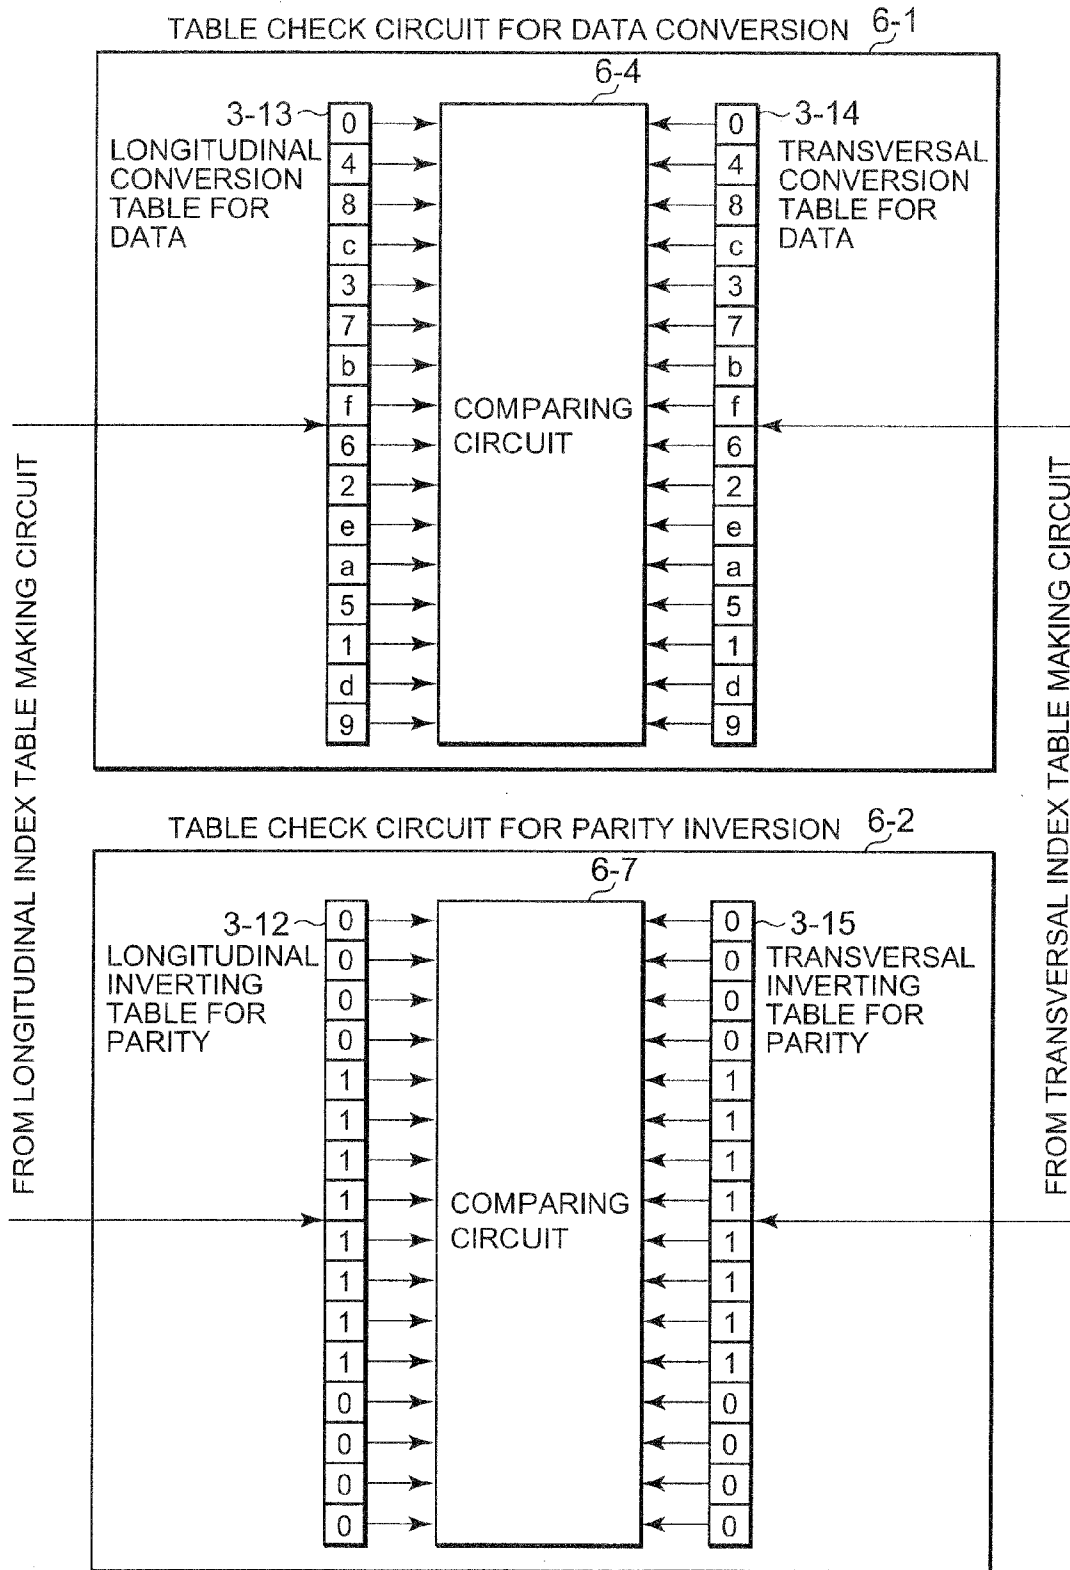 TABLE CHECK CIRCUIT FOR DATA CONVERSION 6-1
6-4
3-13
LONGITUDINAL
CONVERSION
TABLE FOR
DATA
0
4
8
c
3
7
b
f
6
2
e
a
5
1
d
9
COMPARING
CIRCUIT
0
4
8
c
3
7
b
f
6
2
e
a
5
1
d
9
3-14
TRANSVERSAL
CONVERSION
TABLE FOR
DATA
FROM LONGITUDINAL INDEX TABLE MAKING CIRCUIT
FROM TRANSVERSAL INDEX TABLE MAKING CIRCUIT
TABLE CHECK CIRCUIT FOR PARITY INVERSION 6-2
6-7
3-12
LONGITUDINAL
INVERTING
TABLE FOR
PARITY
0
0
0
0
1
1
1
1
1
1
1
1
0
0
0
0
COMPARING
CIRCUIT
0
0
0
0
1
1
1
1
1
1
1
1
0
0
0
0
3-15
TRANSVERSAL
INVERTING
TABLE FOR
PARITY